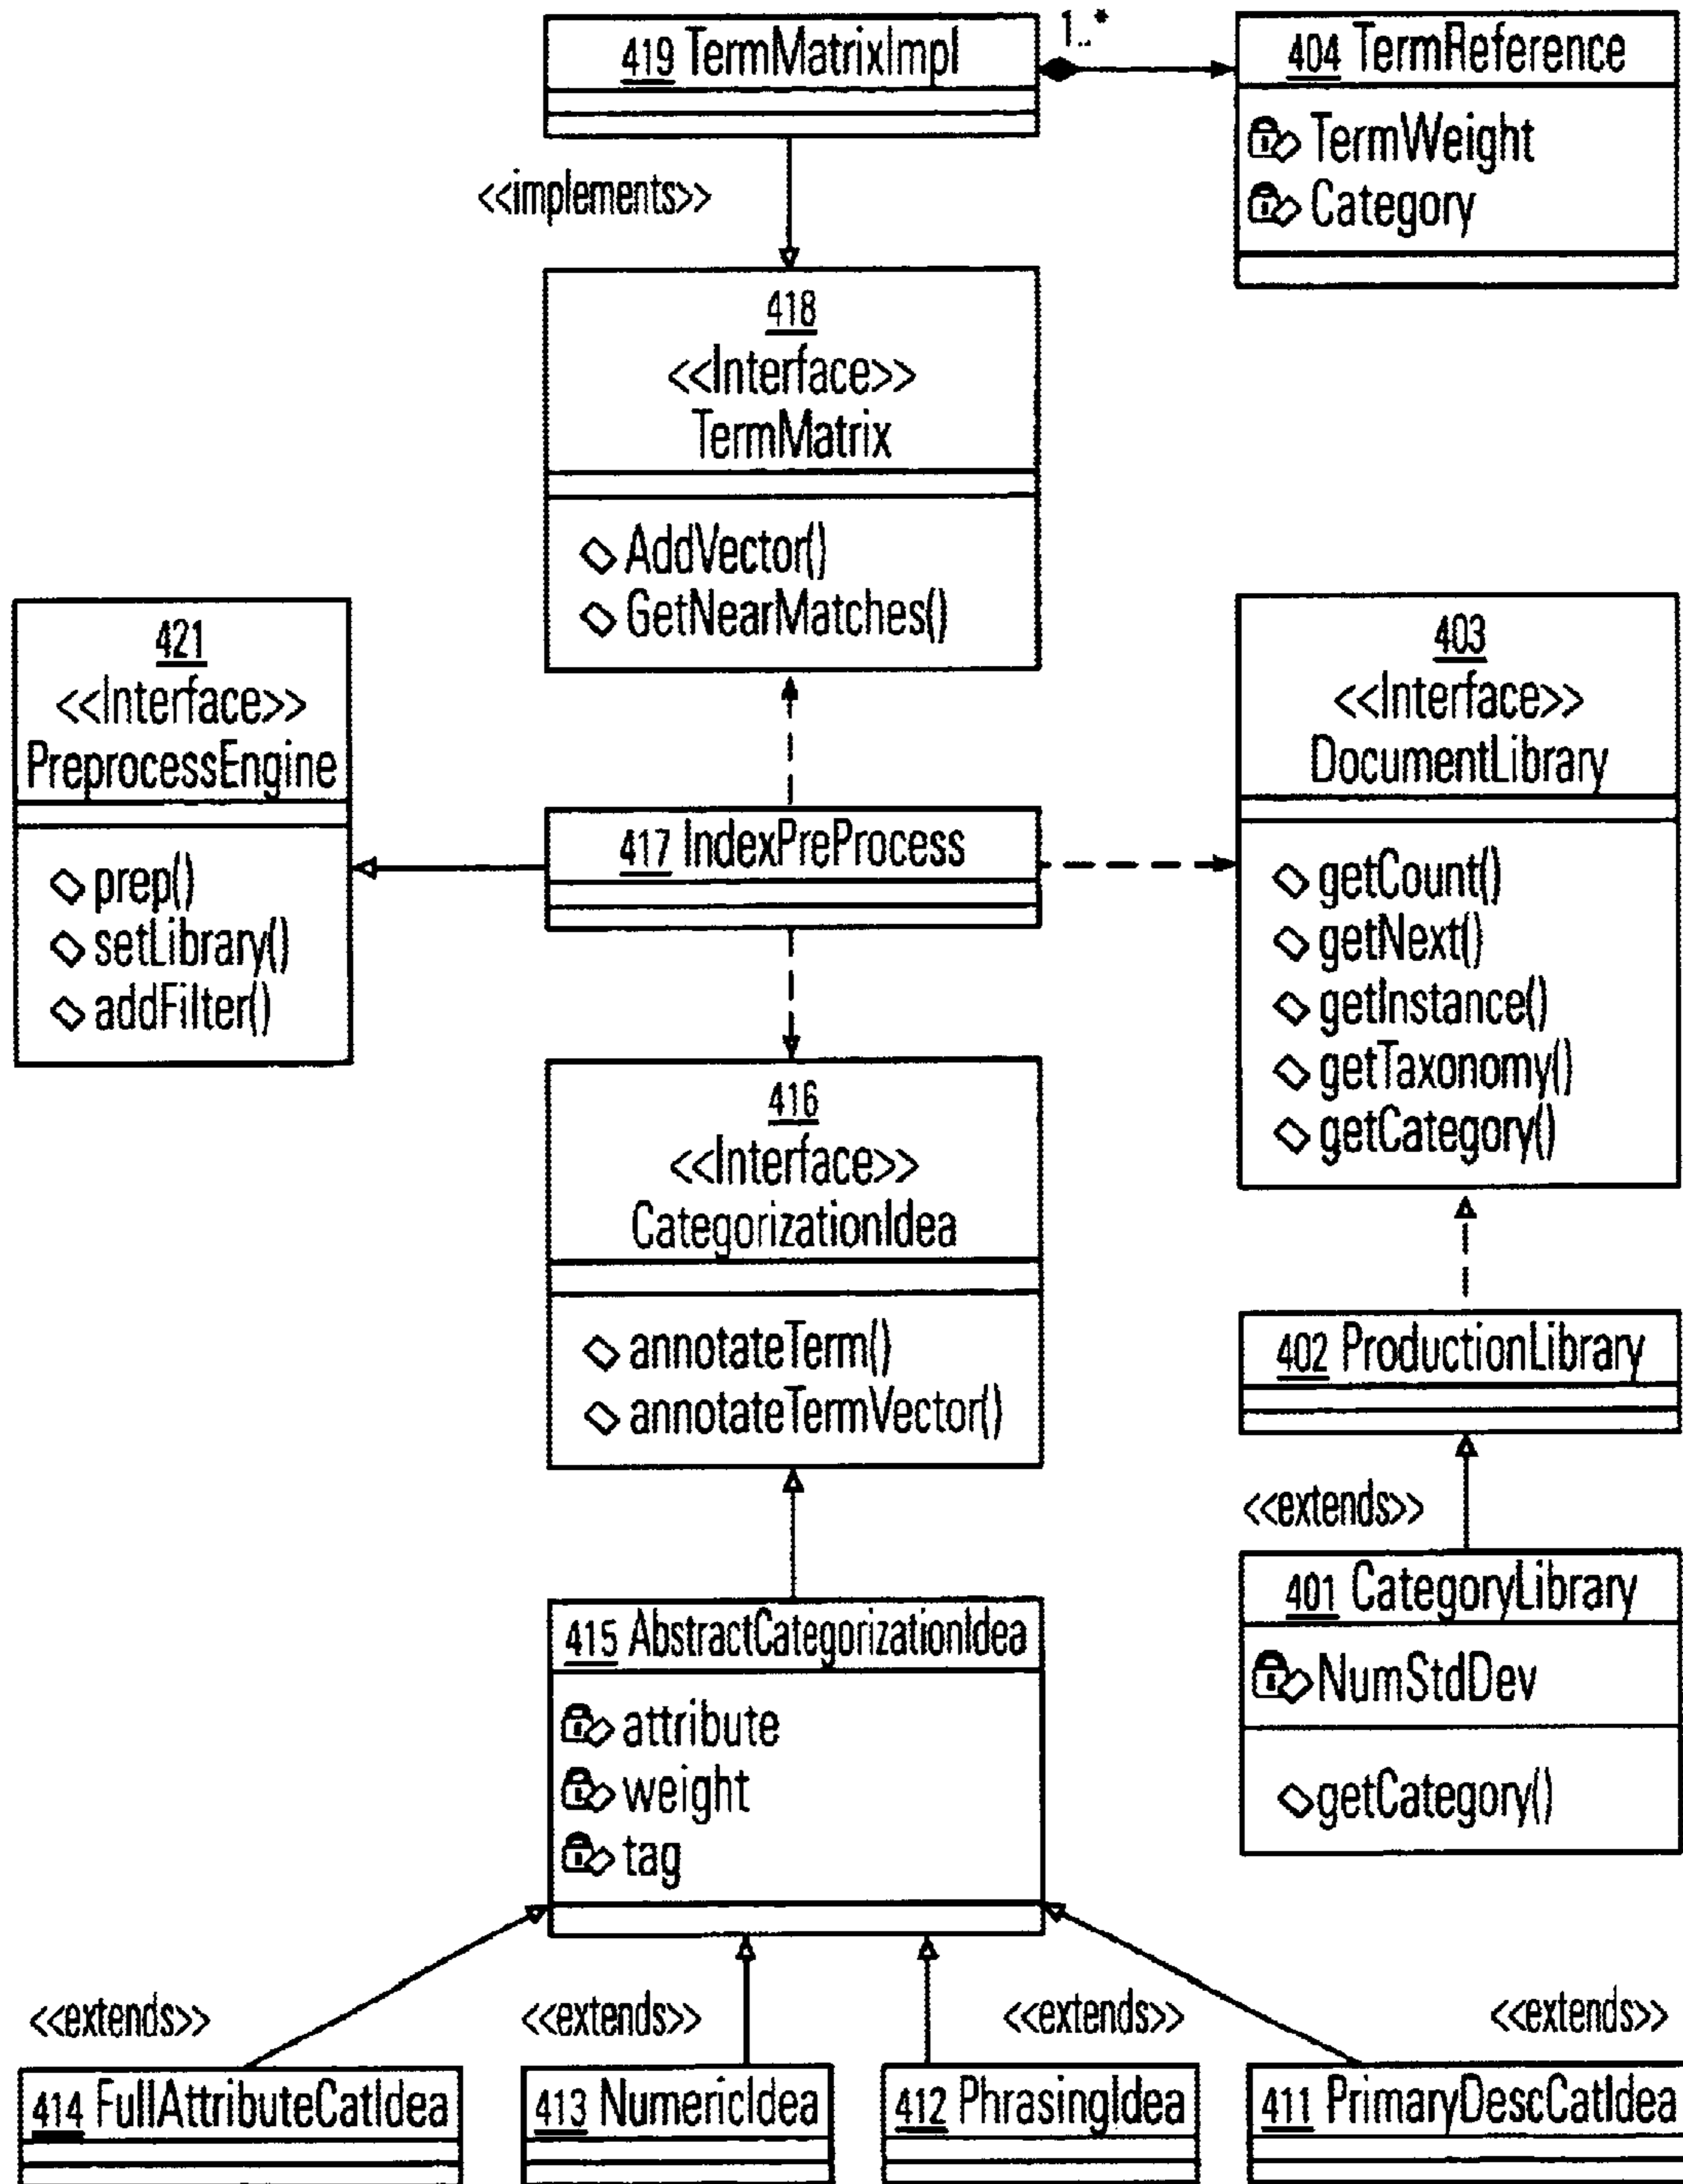 419 TermMatrixImpl
1..*
404 TermReference
TermWeight
Category
<<implements>>
418
<<Interface>>
TermMatrix
AddVector()
GetNearMatches()
421
<<Interface>>
PreprocessEngine
prep()
setLibrary()
addFilter()
417 IndexPreProcess
403
<<Interface>>
DocumentLibrary
getCount()
getNext()
getInstance()
getTaxonomy()
getCategory()
416
<<Interface>>
CategorizationIdea
annotateTerm()
annotateTermVector()
402 ProductionLibrary
<<extends>>
401 CategoryLibrary
NumStdDev
getCategory()
415 AbstractCategorizationIdea
attribute
weight
tag
<<extends>>
<<extends>>
<<extends>>
<<extends>>
414 FullAttributeCatIdea
413 NumericIdea
412 PhrasingIdea
411 PrimaryDescCatIdea